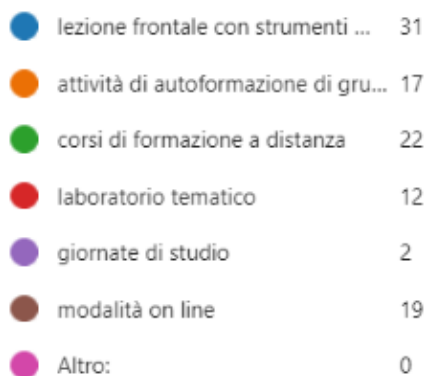 lezione frontale con strumenti ... 31
attività di autoformazione di gru... 17
corsi di formazione a distanza 22
laboratorio tematico 12
giornate di studio 2
modalità on line 19
Altro: 0